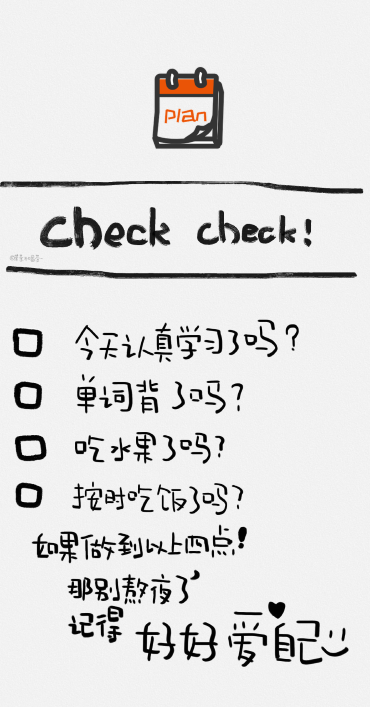 Plan
check check!
今天认真学习了吗？
单词背了吗？
吃水果了吗？
按时吃饭了吗？
如果做到以上四点！
那别熬夜了
记得好好爱自己